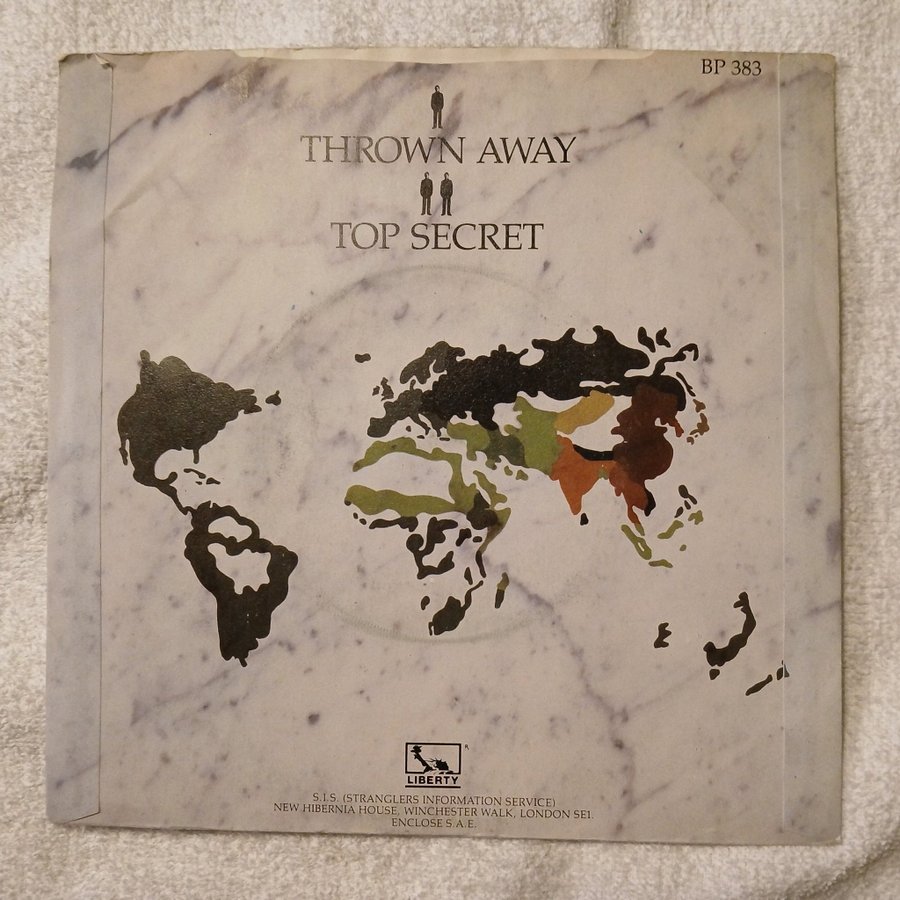 BP 383
THROWN AWAY
TOP SECRET
R
LIBERTY
S.I.S. (STRANGLERS INFORMATION SERVICE)
NEW HIBERNIA HOUSE, WINCHESTER WALK, LONDON SE1.
ENCLOSE S.A.E.